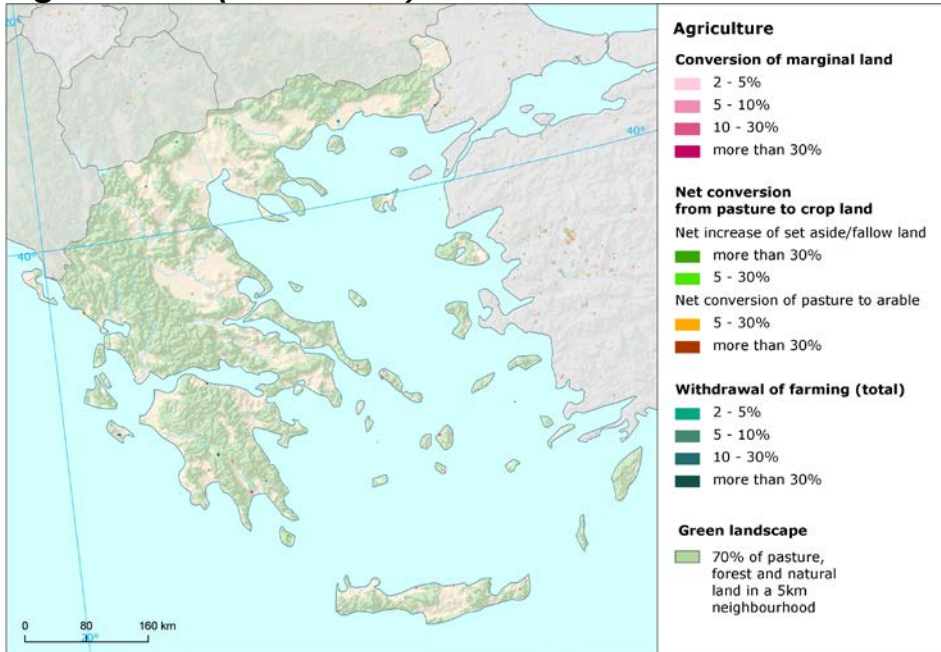 20°
40°
40°
0 80 160 km
20°
Agriculture
Conversion of marginal land
2 - 5%
5 - 10%
10 - 30%
more than 30%
Net conversion
from pasture to crop land
Net increase of set aside/fallow land
more than 30%
5 - 30%
Net conversion of pasture to arable
5 - 30%
more than 30%
Withdrawal of farming (total)
2 - 5%
5 - 10%
10 - 30%
more than 30%
Green landscape
70% of pasture,
forest and natural
land in a 5km
neighbourhood